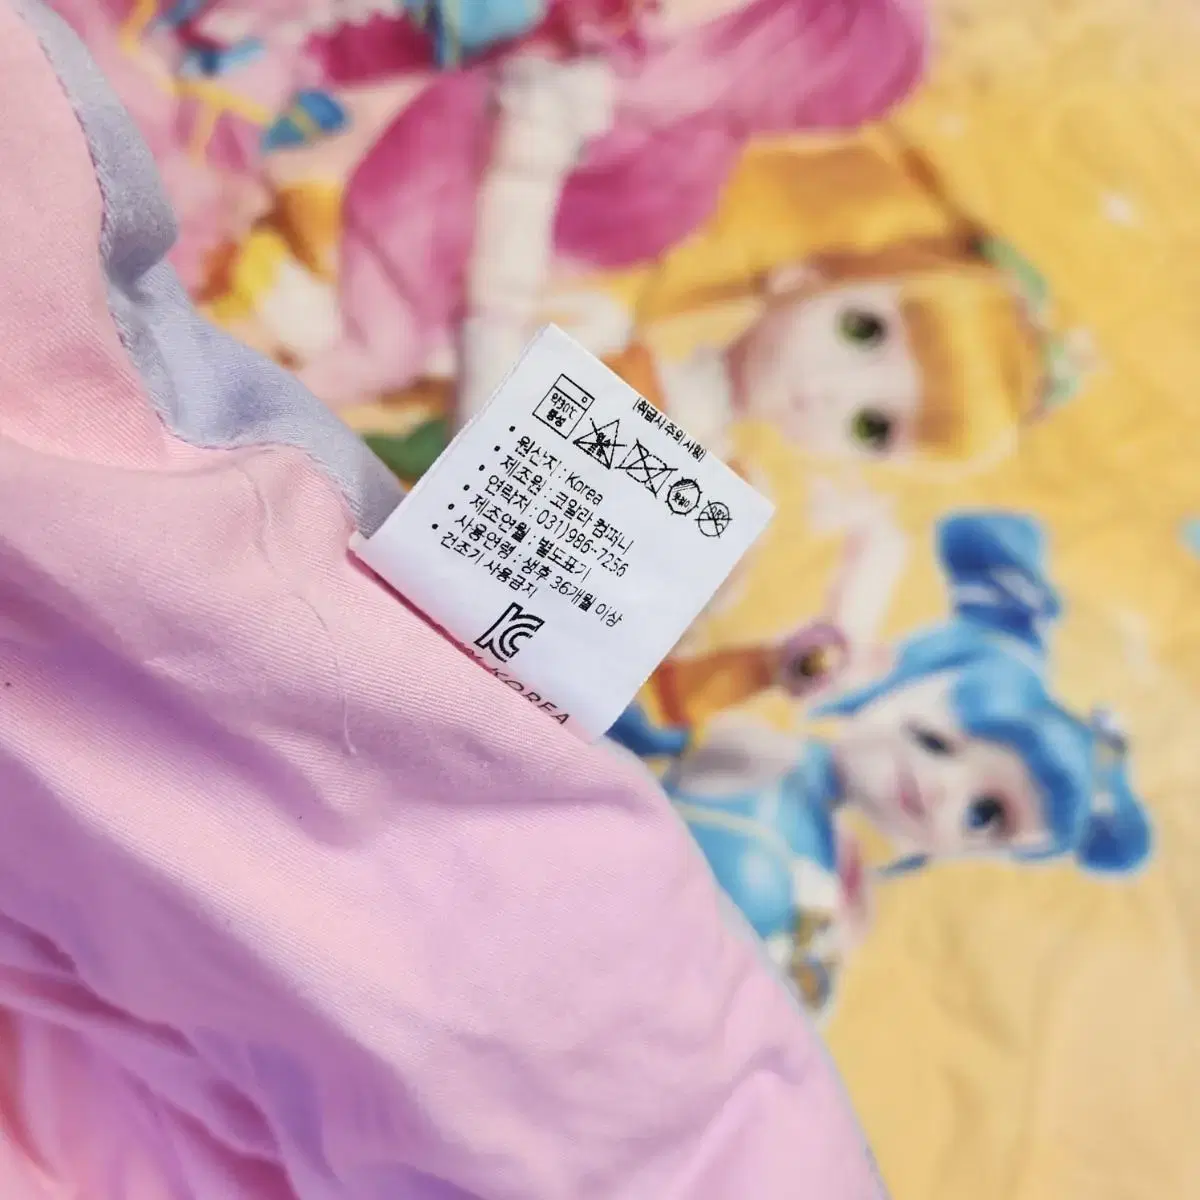 [취급시 주의 사항]
약30℃
중성
• 원산지 : Korea
• 제조원 : 코알라 컴퍼니
• 연락처 : 031)986-7256
• 제조연월 : 별도표기
• 사용연령 : 생후 36개월 이상
건조기 사용금지
KC
KOREA